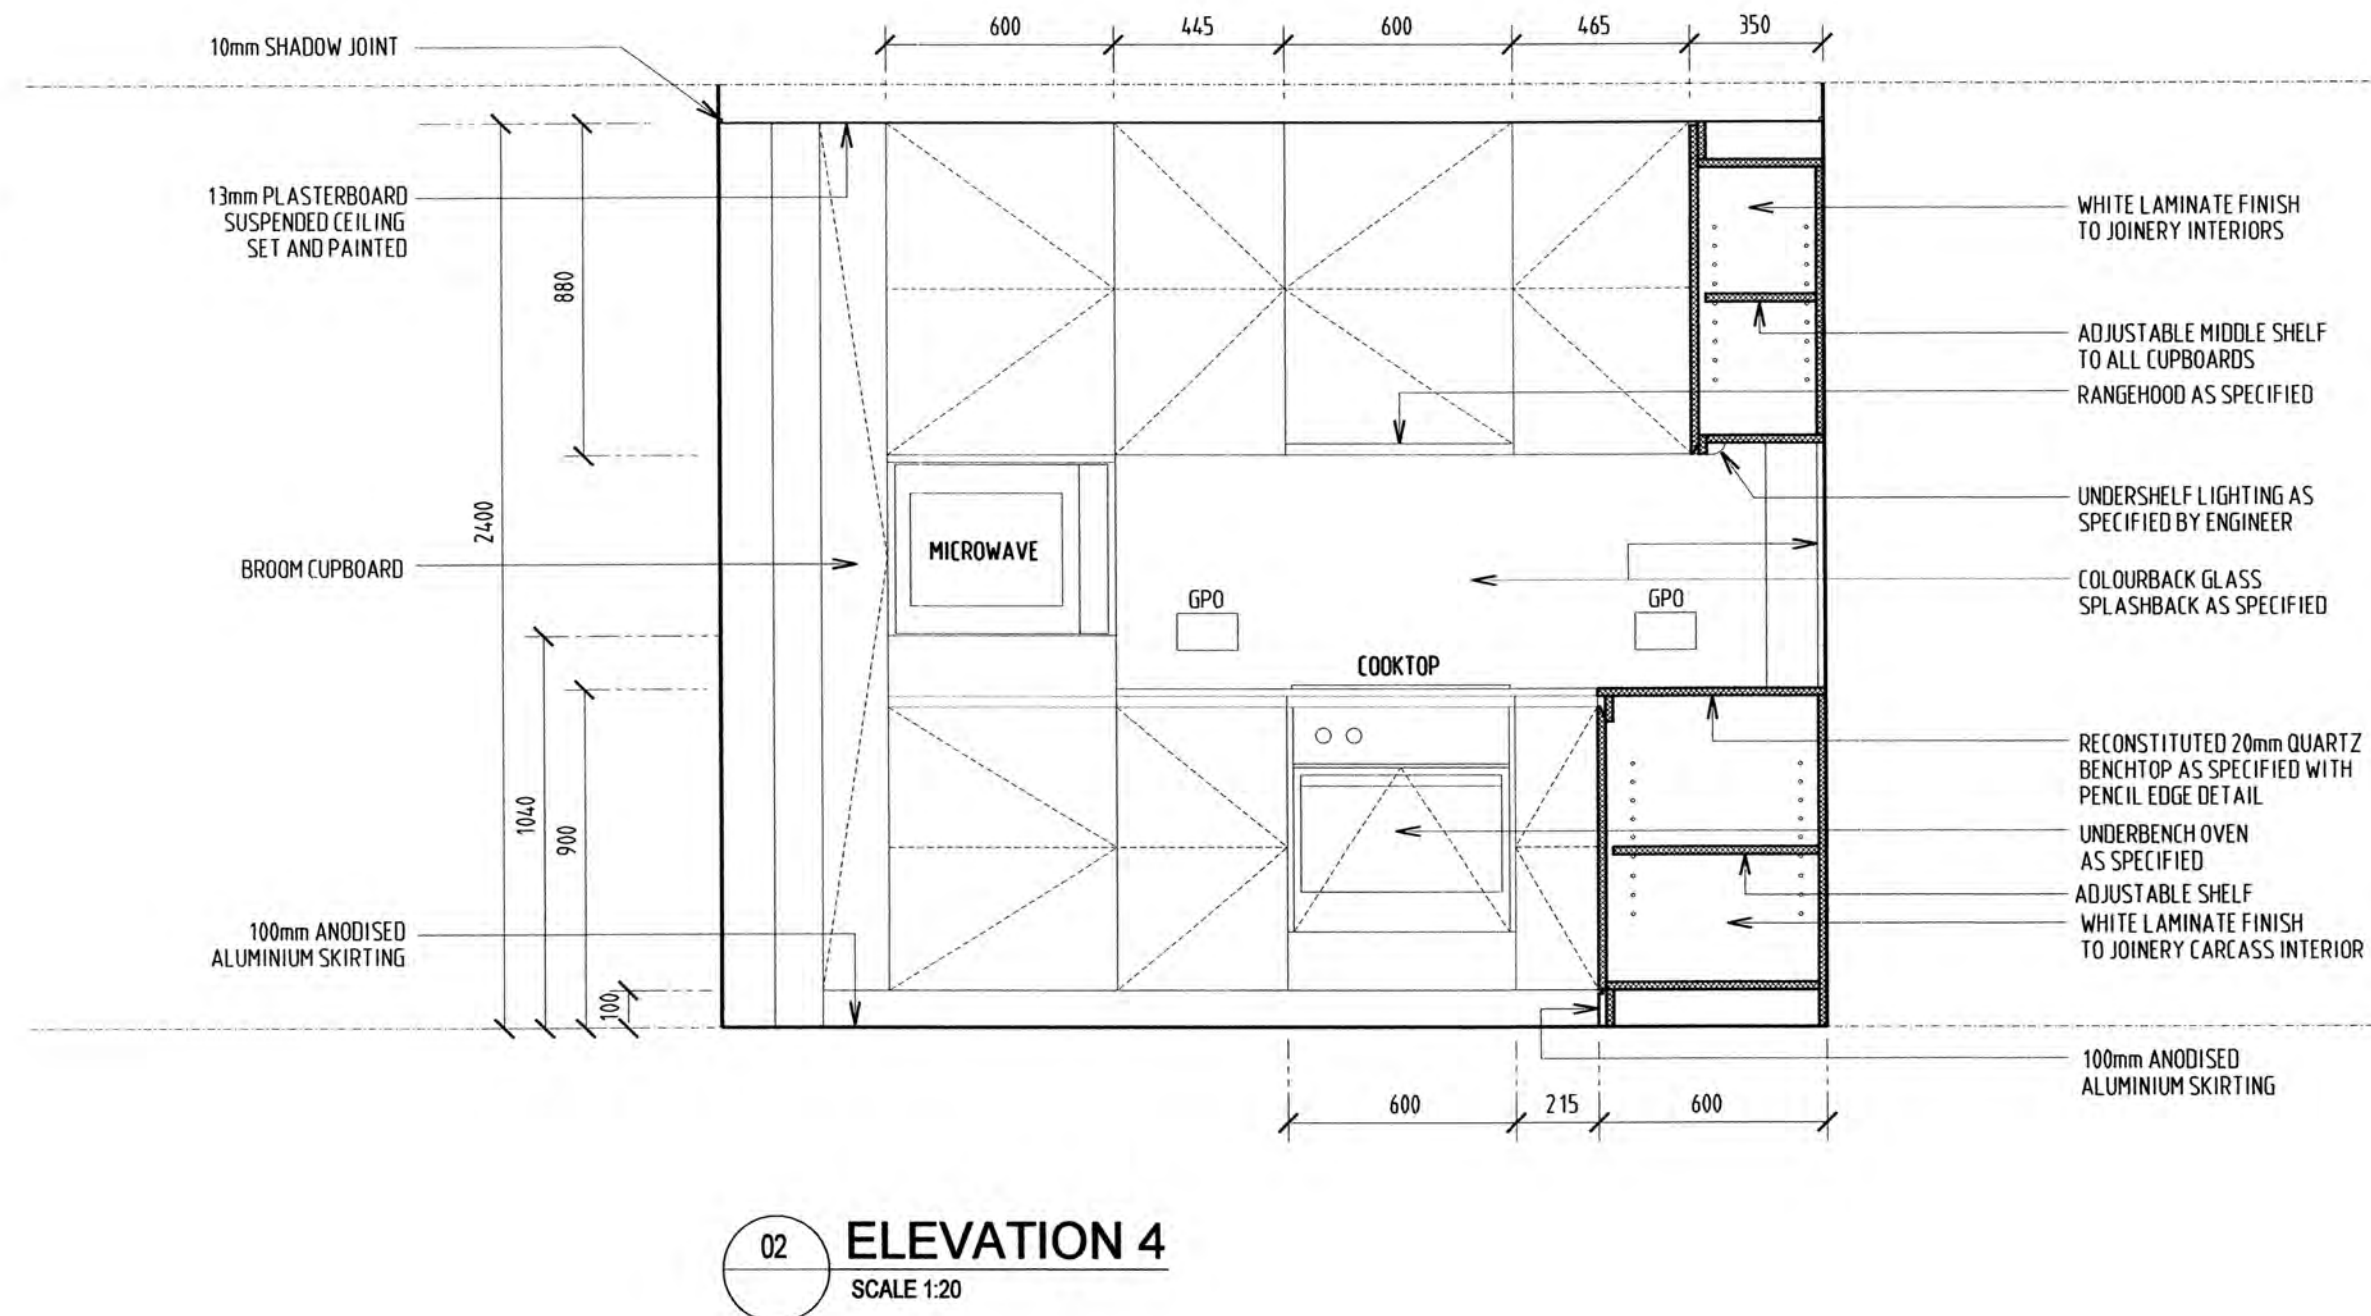 600
445
600
465
350
10mm SHADOW JOINT
13mm PLASTERBOARD
SUSPENDED CEILING
SET AND PAINTED
880
2400
BROOM CUPBOARD
1040
900
100mm ANODISED
ALUMINIUM SKIRTING
100
MICROWAVE
GPO
GPO
COOKTOP
WHITE LAMINATE FINISH
TO JOINERY INTERIORS
ADJUSTABLE MIDDLE SHELF
TO ALL CUPBOARDS
RANGEHOOD AS SPECIFIED
UNDERSHELF LIGHTING AS
SPECIFIED BY ENGINEER
COLOURBACK GLASS
SPLASHBACK AS SPECIFIED
RECONSTITUTED 20mm QUARTZ
BENCHTOP AS SPECIFIED WITH
PENCIL EDGE DETAIL
UNDERBENCH OVEN
AS SPECIFIED
ADJUSTABLE SHELF
WHITE LAMINATE FINISH
TO JOINERY CARCASS INTERIOR
100mm ANODISED
ALUMINIUM SKIRTING
600
215
600
02
ELEVATION 4
SCALE 1:20